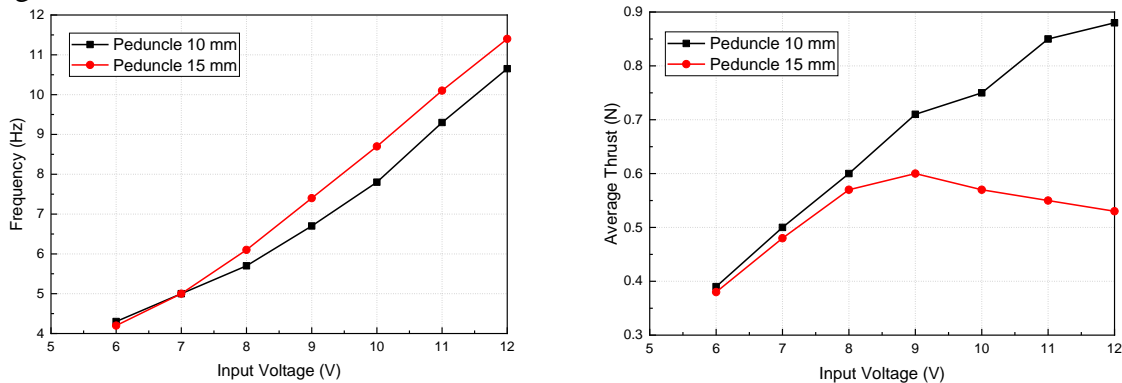 12
11
10
9
8
7
6
5
4
Frequency (Hz)
Peduncle 10 mm
Peduncle 15 mm
5 6 7 8 9 10 11 12
Input Voltage (V)
0.9
0.8
0.7
0.6
0.5
0.4
0.3
Average Thrust (N)
Peduncle 10 mm
Peduncle 15 mm
5 6 7 8 9 10 11 12
Input Voltage (V)